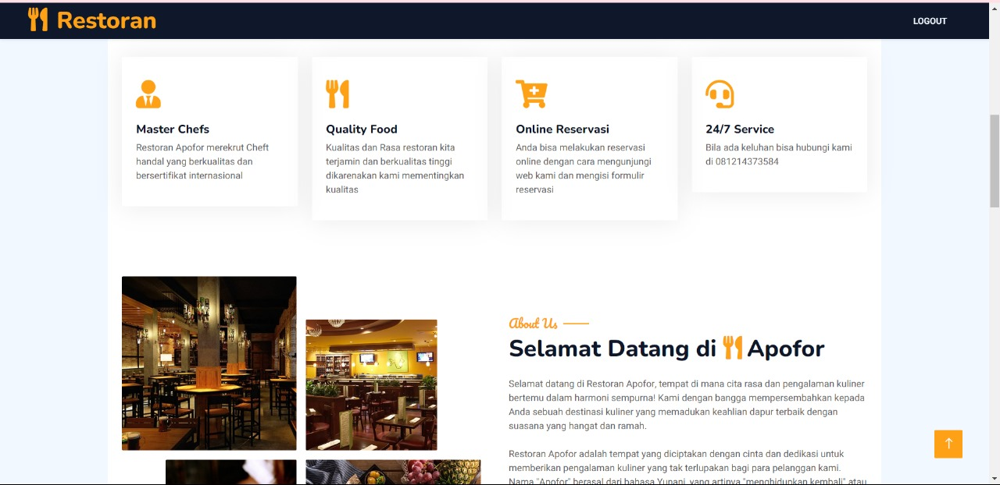 Restoran
LOGOUT
Master Chefs
Restoran Apofor merekrut Cheft
handal yang berkualitas dan
bersertifikat internasional
Quality Food
Kualitas dan Rasa restoran kita
terjamin dan berkualitas tinggi
dikarenakan kami mementingkan
kualitas
Online Reservasi
Anda bisa melakukan reservasi
online dengan cara mengunjungi
web kami dan mengisi formulir
reservasi
24/7 Service
Bila ada keluhan bisa hubungi kami
di 081214373584
About Us
Selamat Datang di Apofor
Selamat datang di Restoran Apofor, tempat di mana cita rasa dan pengalaman kuliner
bertemu dalam harmoni sempurna! Kami dengan bangga mempersembahkan kepada
Anda sebuah destinasi kuliner yang memadukan keahlian dapur terbaik dengan
suasana yang hangat dan ramah.
Restoran Apofor adalah tempat yang diciptakan dengan cinta dan dedikasi untuk
memberikan pengalaman kuliner yang tak terlupakan bagi para pelanggan kami.
Nama "Apofor" berasal dari bahasa Yunani, yang artinya "menghidupkan kembali" atau